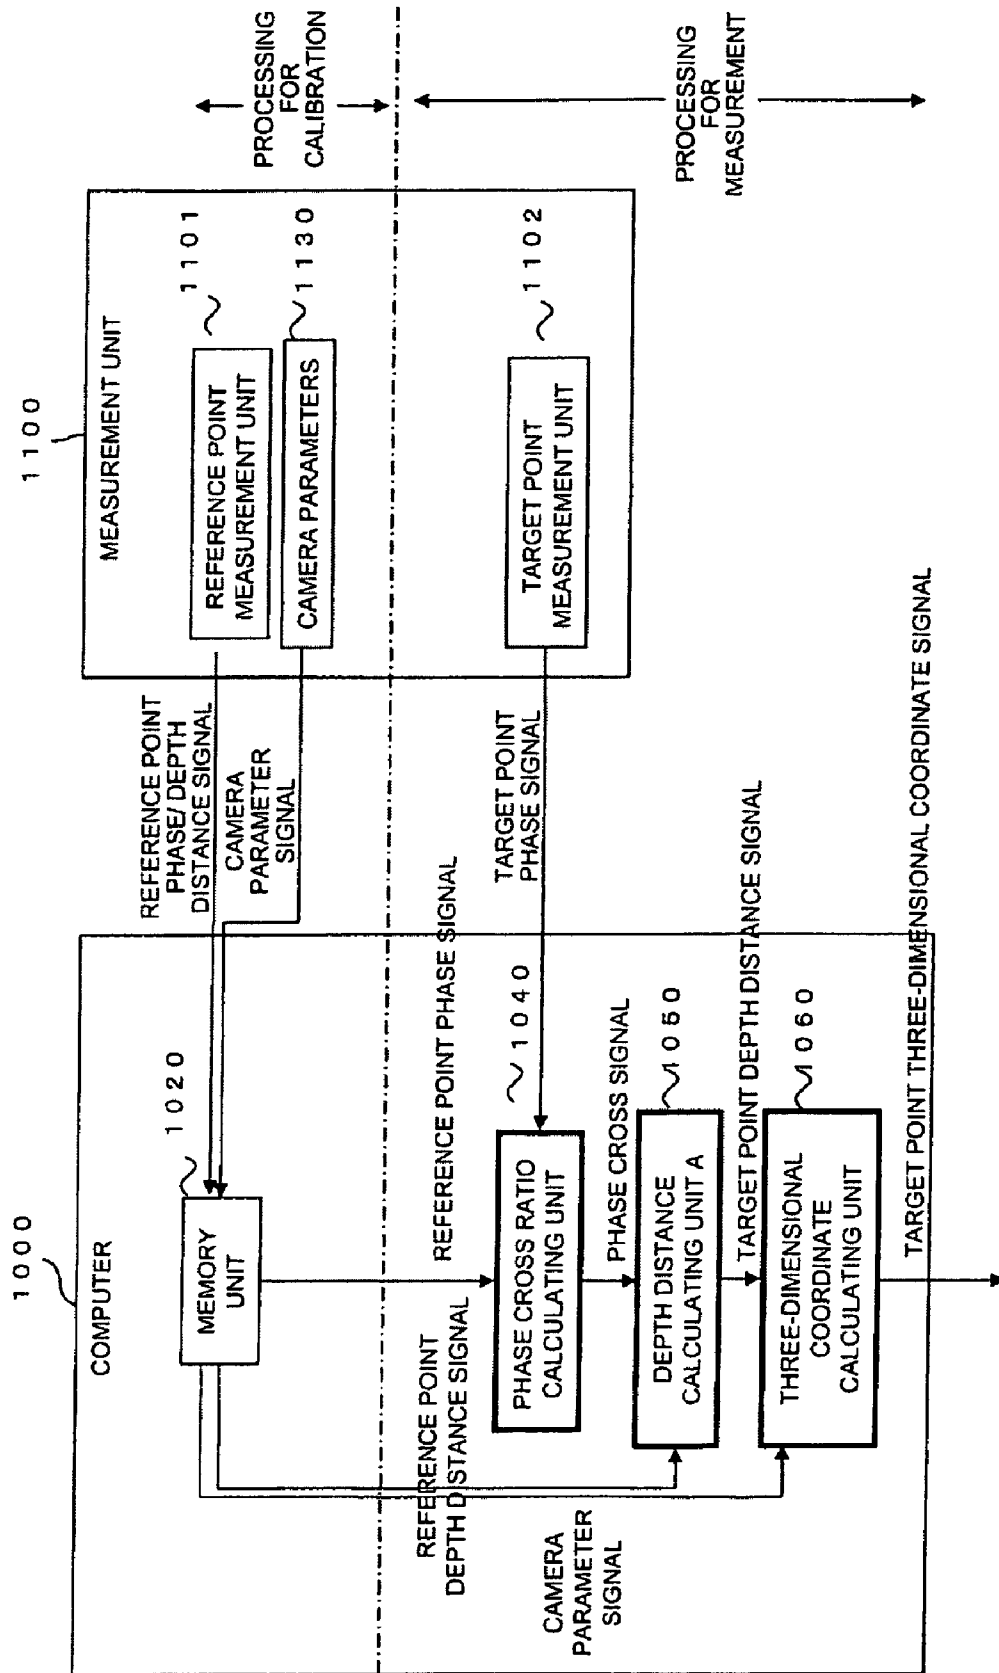 1000
COMPUTER
1020
MEMORY
UNIT
REFERENCE POINT
PHASE/ DEPTH
DISTANCE SIGNAL
CAMERA
PARAMETER
SIGNAL
1100
MEASUREMENT UNIT
REFERENCE POINT
MEASUREMENT UNIT
1101
CAMERA PARAMETERS
1130
PROCESSING
FOR
CALIBRATION
REFERENCE POINT
DEPTH DISTANCE SIGNAL
REFERENCE POINT PHASE SIGNAL
CAMERA
PARAMETER
SIGNAL
PHASE CROSS RATIO
CALCULATING UNIT
1040
TARGET POINT
PHASE SIGNAL
TARGET POINT
MEASUREMENT UNIT
1102
PROCESSING
FOR
MEASUREMENT
PHASE CROSS SIGNAL
DEPTH DISTANCE
CALCULATING UNIT A
1050
TARGET POINT DEPTH DISTANCE SIGNAL
THREE-DIMENSIONAL
COORDINATE
CALCULATING UNIT
1060
TARGET POINT THREE-DIMENSIONAL COORDINATE SIGNAL